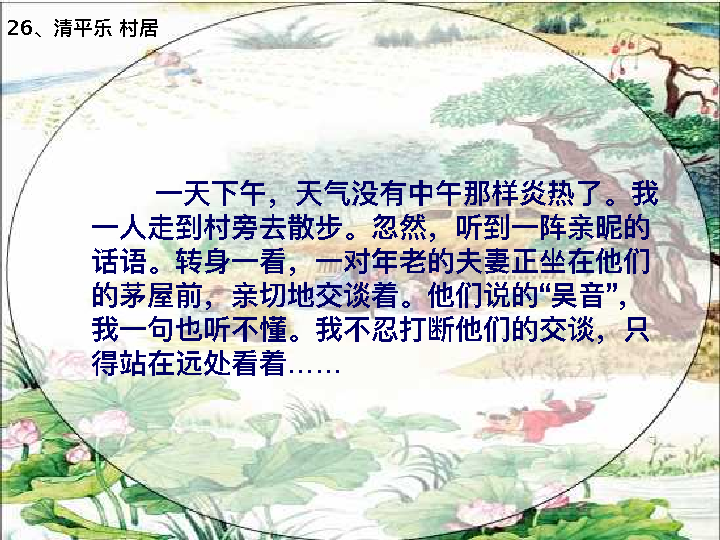 26、清平乐 村居
一天下午，天气没有中午那样炎热了。我
一人走到村旁去散步。忽然，听到一阵亲昵的
话语。转身一看，一对年老的夫妻正坐在他们
的茅屋前，亲切地交谈着。他们说的“吴音”，
我一句也听不懂。我不忍打断他们的交谈，只
得站在远处看着……